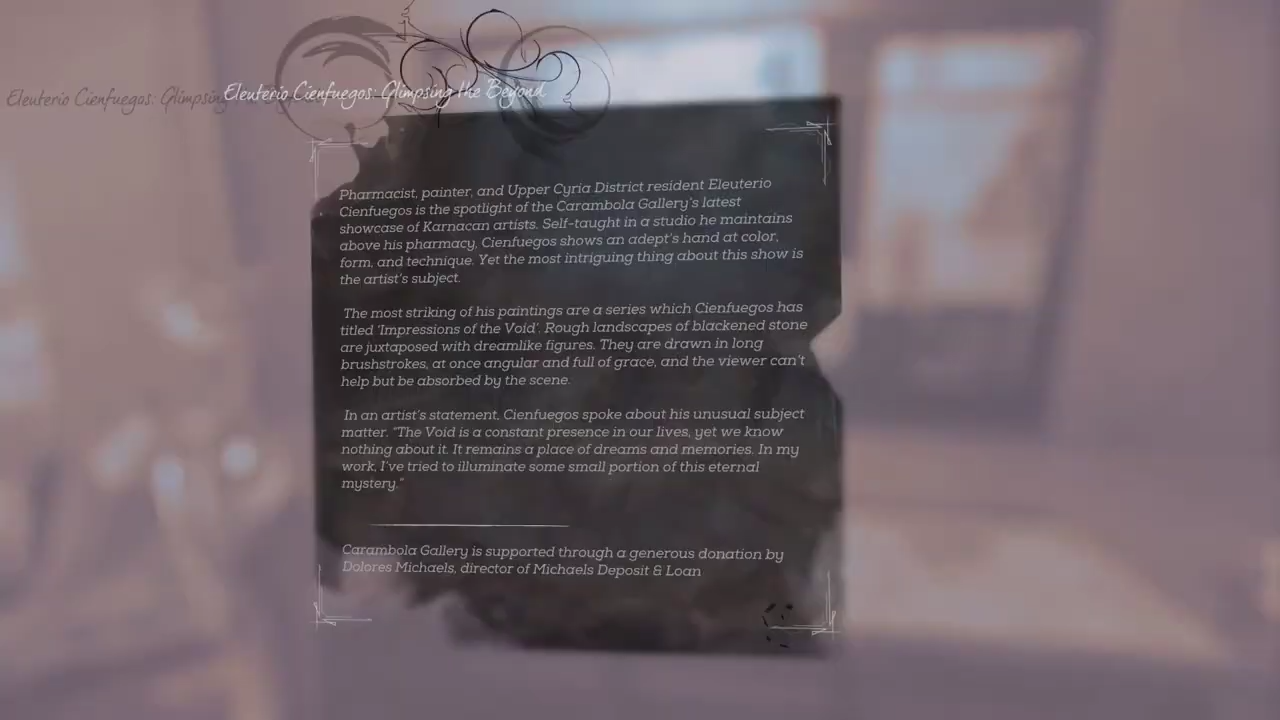 Eleuterio Cienfuegos: Glimpsing
Eleuterio Cienfuegos: Glimpsing the Beyond
Pharmacist, painter, and Upper Cyria District resident Eleuterio
Cienfuegos is the spotlight of the Carambola Gallery's latest
showcase of Karnacan artists. Self-taught in a studio he maintains
above his pharmacy, Cienfuegos shows an adept's hand at color,
form, and technique. Yet the most intriguing thing about this show is
the artist's subject.
The most striking of his paintings are a series which Cienfuegos has
titled 'Impressions of the Void'. Rough landscapes of blackened stone
are juxtaposed with dreamlike figures. They are drawn in long
brushstrokes, at once angular and full of grace, and the viewer can't
help but be absorbed by the scene.
In an artist's statement, Cienfuegos spoke about his unusual subject
matter. "The Void is a constant presence in our lives, yet we know
nothing about it. It remains a place of dreams and memories. In my
work, I've tried to illuminate some small portion of this eternal
mystery."
Carambola Gallery is supported through a generous donation by
Dolores Michaels, director of Michaels Deposit & Loan